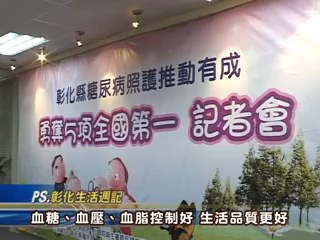 彰化縣糖尿病照護推動有成
勇奪六項全國第一 記者會
PS,彰化生活週記
血糖、血壓、血脂控制好 生活品質更好